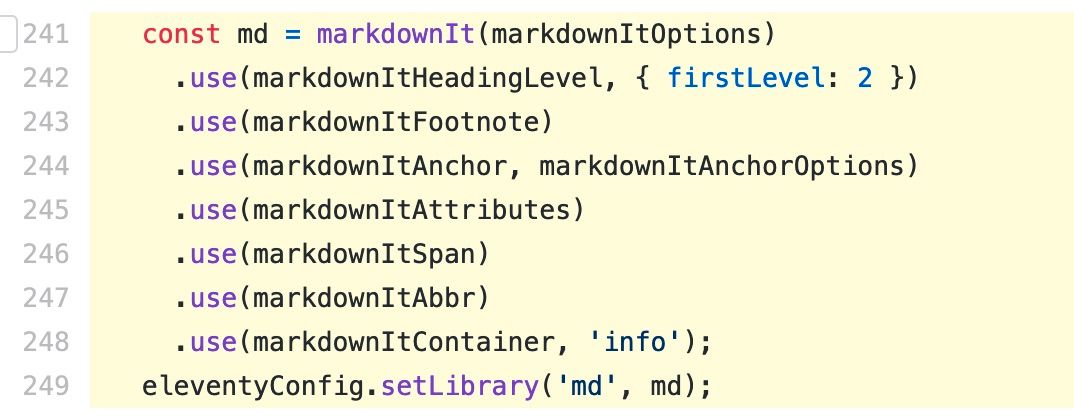 241 const md = markdownIt(markdownItOptions)
242 .use(markdownItHeadingLevel, { firstLevel: 2 })
243 .use(markdownItFootnote)
244 .use(markdownItAnchor, markdownItAnchorOptions)
245 .use(markdownItAttributes)
246 .use(markdownItSpan)
247 .use(markdownItAbbr)
248 .use(markdownItContainer, 'info');
249 eleventyConfig.setLibrary('md', md);